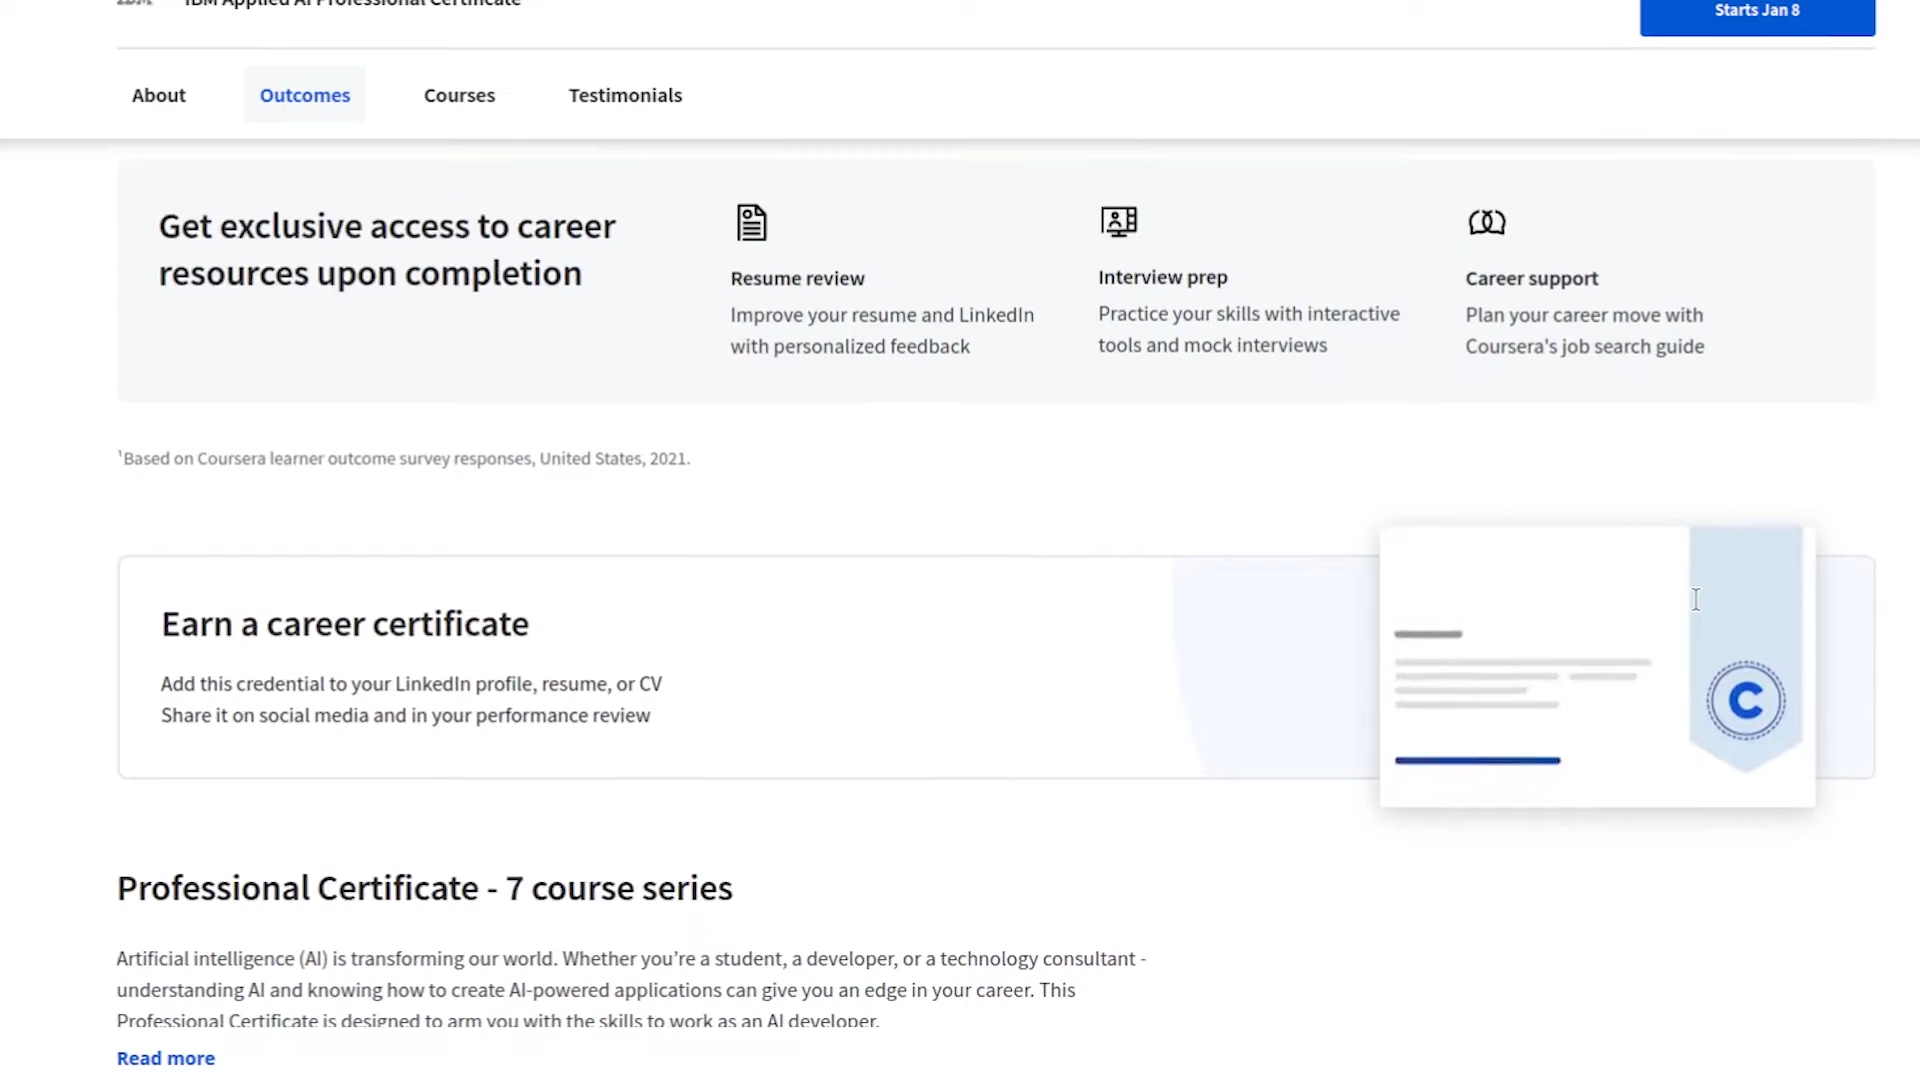 IBM Applied AI Professional Certificate
Starts Jan 8
About
Outcomes
Courses
Testimonials
Get exclusive access to career
resources upon completion
Resume review
Improve your resume and LinkedIn
with personalized feedback
Interview prep
Practice your skills with interactive
tools and mock interviews
Career support
Plan your career move with
Coursera's job search guide
¹Based on Coursera learner outcome survey responses, United States, 2021.
Earn a career certificate
Add this credential to your LinkedIn profile, resume, or CV
Share it on social media and in your performance review
C
Professional Certificate - 7 course series
Artificial intelligence (AI) is transforming our world. Whether you’re a student, a developer, or a technology consultant -
understanding AI and knowing how to create AI-powered applications can give you an edge in your career. This
Professional Certificate is designed to arm you with the skills to work as an AI developer.
Read more